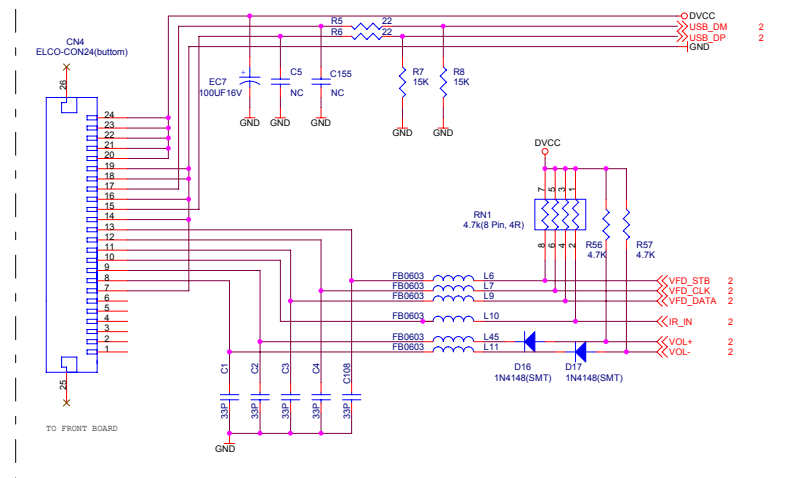 CN4
ELCO-CON24(buttom)
26
24
23
22
21
20
19
18
17
16
15
14
13
12
11
10
9
8
7
6
5
4
3
2
1
25
TO FRONT BOARD
R5 22
R6 22
DVCC
USB_DM 2
USB_DP 2
GND
EC7
100UF16V
C5
NC
C155
NC
R7
15K
R8
15K
GND
GND
GND
GND
GND
DVCC
7
5
3
1
RN1
4.7k(8 Pin, 4R)
8
6
4
2
R56
4.7K
R57
4.7K
FB0603 L6
FB0603 L7
FB0603 L9
FB0603 L10
FB0603 L45
FB0603 L11
VFD_STB 2
VFD_CLK 2
VFD_DATA 2
IR_IN 2
VOL+ 2
VOL- 2
D16
1N4148(SMT)
D17
1N4148(SMT)
C1
33P
C2
33P
C3
33P
C4
33P
C108
33P
GND